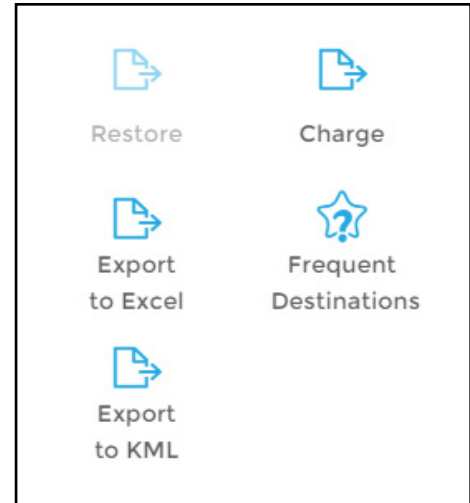 Restore
Charge
Export
to Excel
Frequent
Destinations
Export
to KML